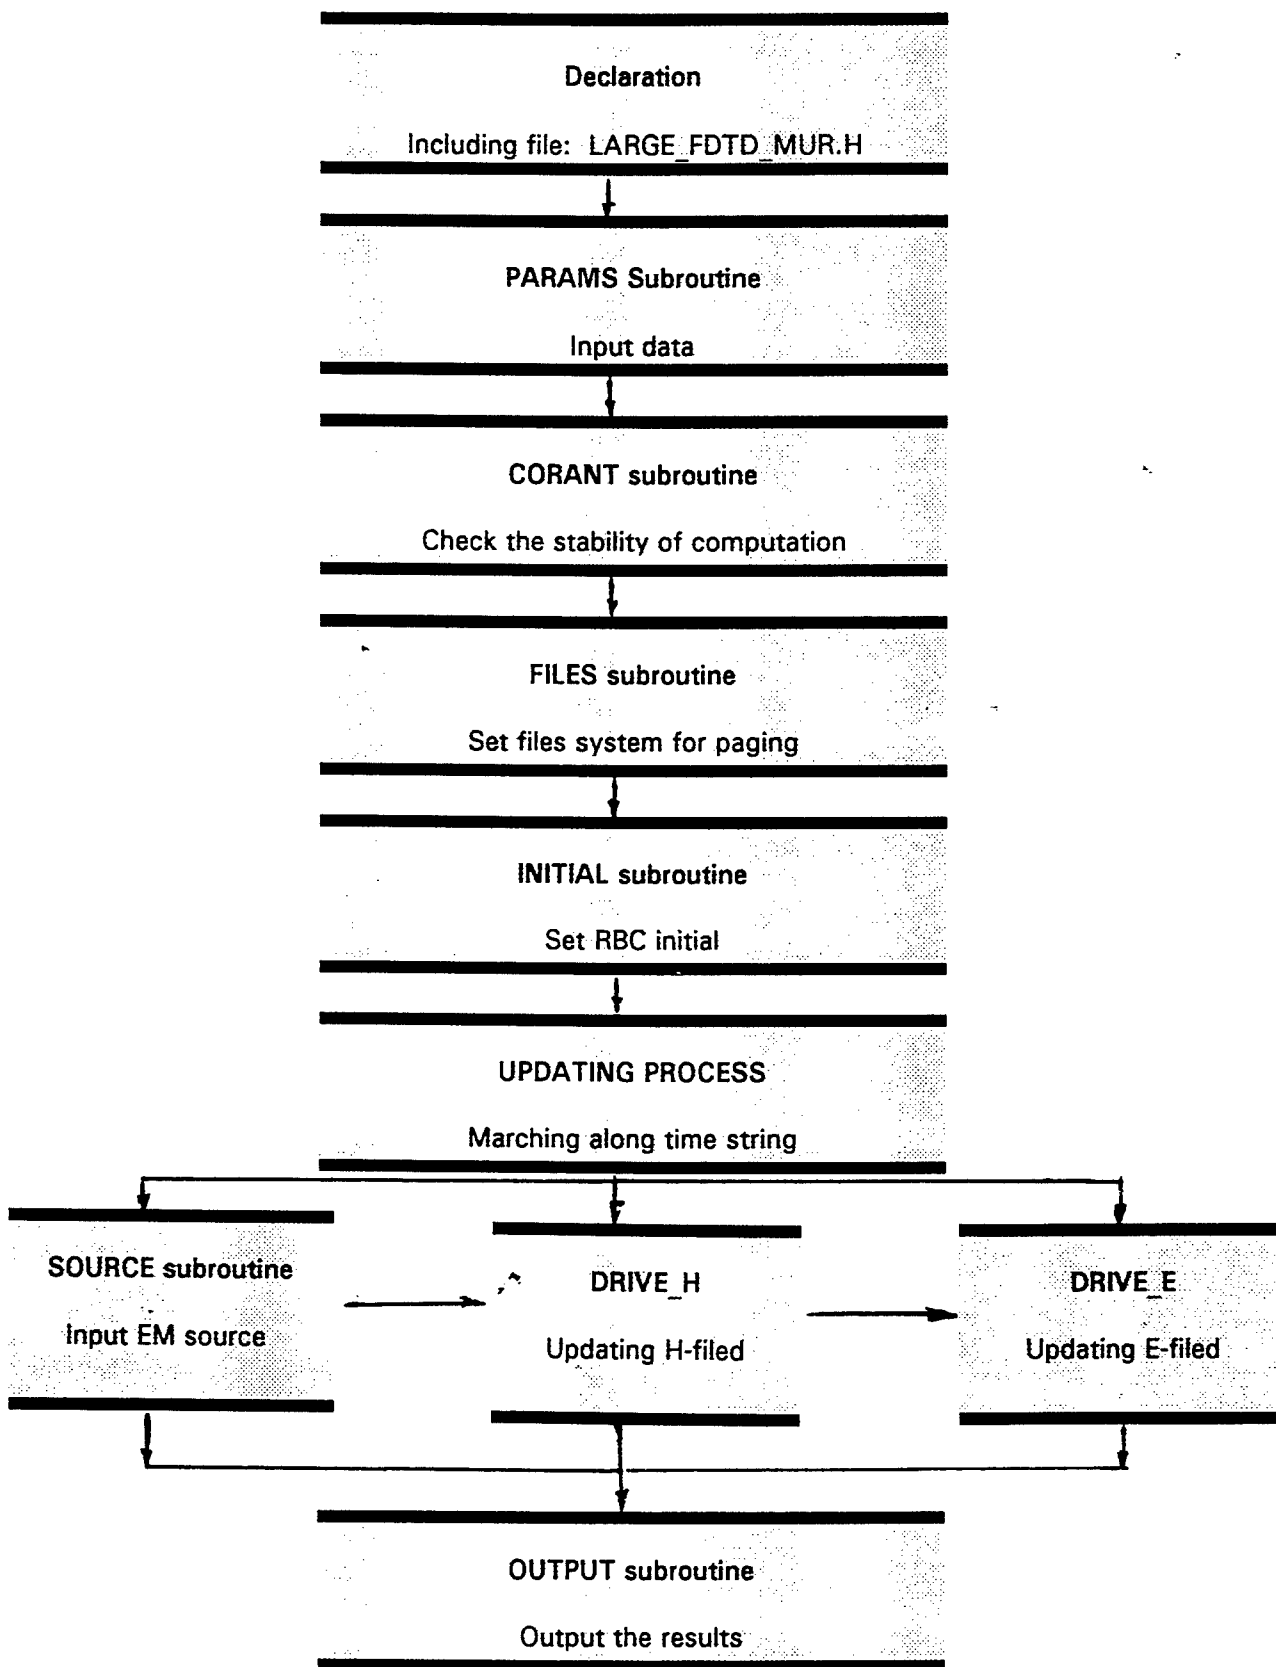 Declaration
Including file: LARGE_FDTD_MUR.H
PARAMS Subroutine
Input data
CORANT subroutine
Check the stability of computation
FILES subroutine
Set files system for paging
INITIAL subroutine
Set RBC initial
UPDATING PROCESS
Marching along time string
SOURCE subroutine
Input EM source
DRIVE_H
Updating H-filed
DRIVE_E
Updating E-filed
OUTPUT subroutine
Output the results